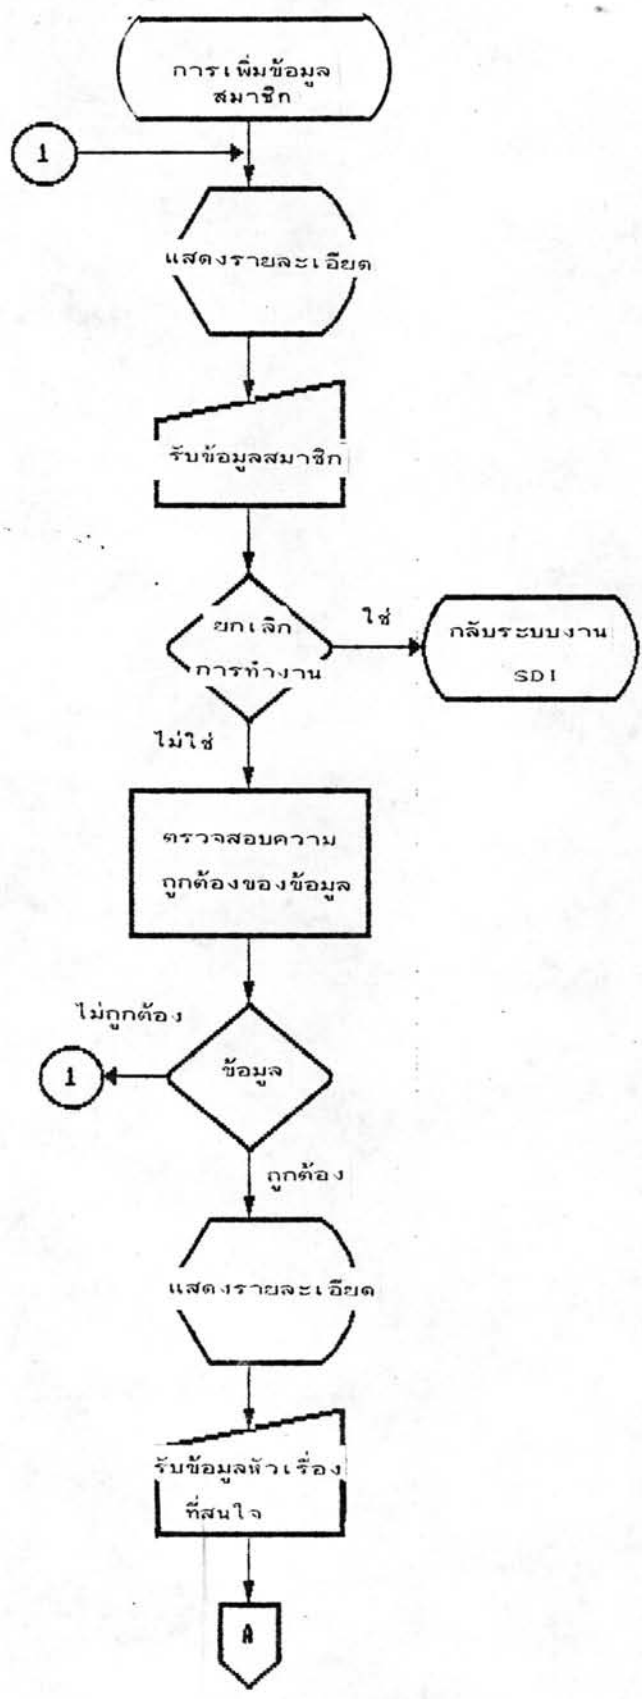 การเพิ่มข้อมูล
สมาชิก
1
แสดงรายละเอียด
รับข้อมูลสมาชิก
ยกเลิก
การทำงาน
ใช่
กลับระบบงาน
SDI
ไม่ใช่
ตรวจสอบความ
ถูกต้องของข้อมูล
ไม่ถูกต้อง
1
ข้อมูล
ถูกต้อง
แสดงรายละเอียด
รับข้อมูลหัวเรื่อง
ที่สนใจ
A